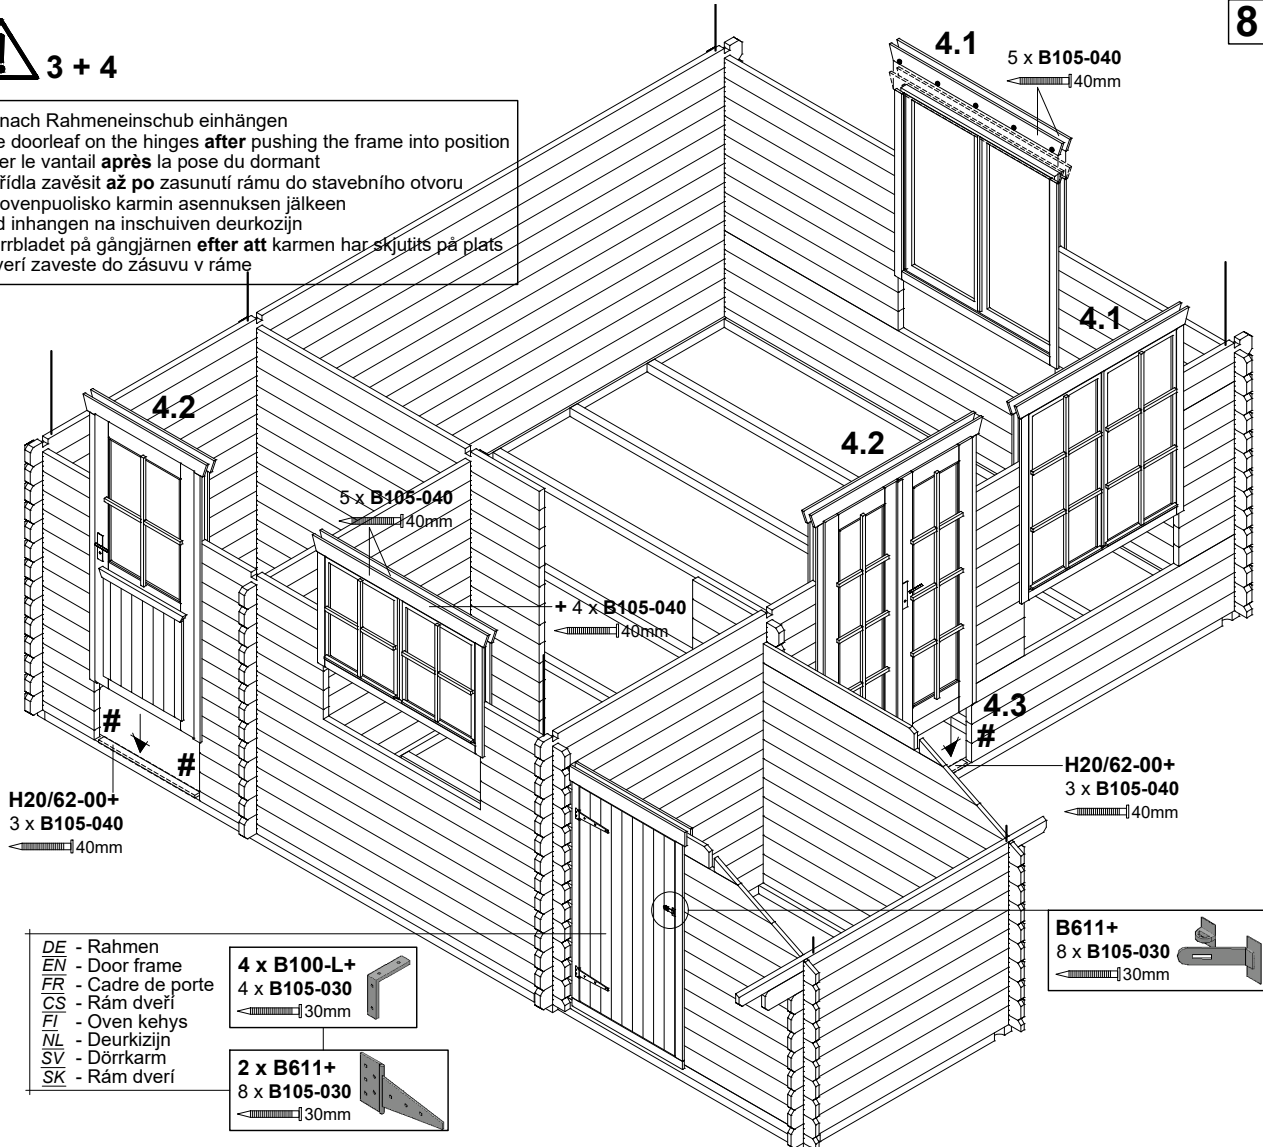 8
! 3 + 4
nach Rahmeneinschub einhängen
doorleaf on the hinges after pushing the frame into position
le vantail après la pose du dormant
zavěsit až po zasunutí rámu do stavebního otvoru
ovenpuolisko karmin asennuksen jälkeen
inhangen na inschuiven deurkozijn
rrbladet på gångjärnen efter att karmen har skjutits på plats
verí zaveste do zásuvu v ráme
4.1
5 x B105-040
40mm
4.1
4.2
4.2
5 x B105-040
40mm
+ 4 x B105-040
40mm
4.3
#
#
#
H20/62-00+
3 x B105-040
40mm
H20/62-00+
3 x B105-040
40mm
DE - Rahmen
EN - Door frame
FR - Cadre de porte
CS - Rám dveří
FI - Oven kehys
NL - Deurkizijn
SV - Dörrkarm
SK - Rám dverí
4 x B100-L+
4 x B105-030
30mm
2 x B611+
8 x B105-030
30mm
B611+
8 x B105-030
30mm